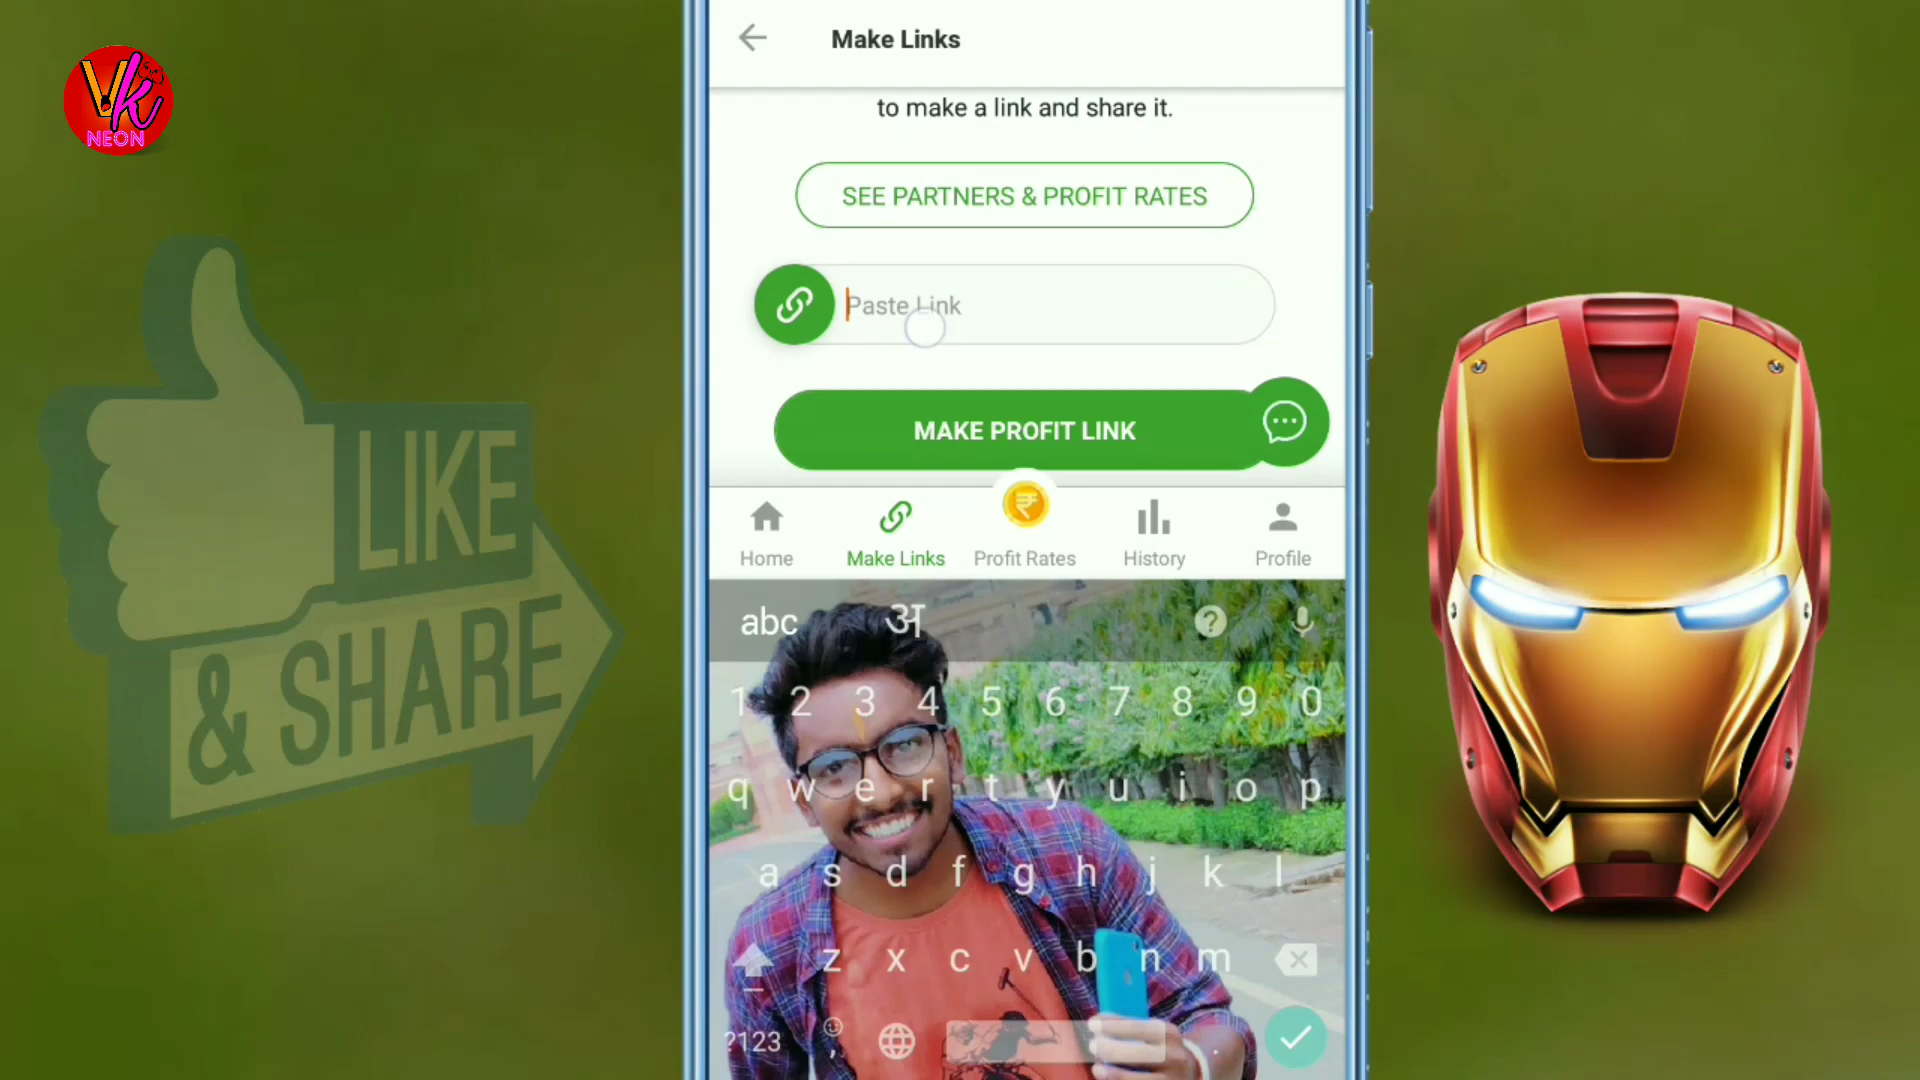 Vk
NEON
LIKE
& SHARE
Make Links
to make a link and share it.
SEE PARTNERS & PROFIT RATES
Paste Link
MAKE PROFIT LINK
Home Make Links Profit Rates History Profile
abc अ
1 2 3 4 5 6 7 8 9 0
q w e r t y u i o p
a s d f g h j k l
z x c v b n m
?123 , .